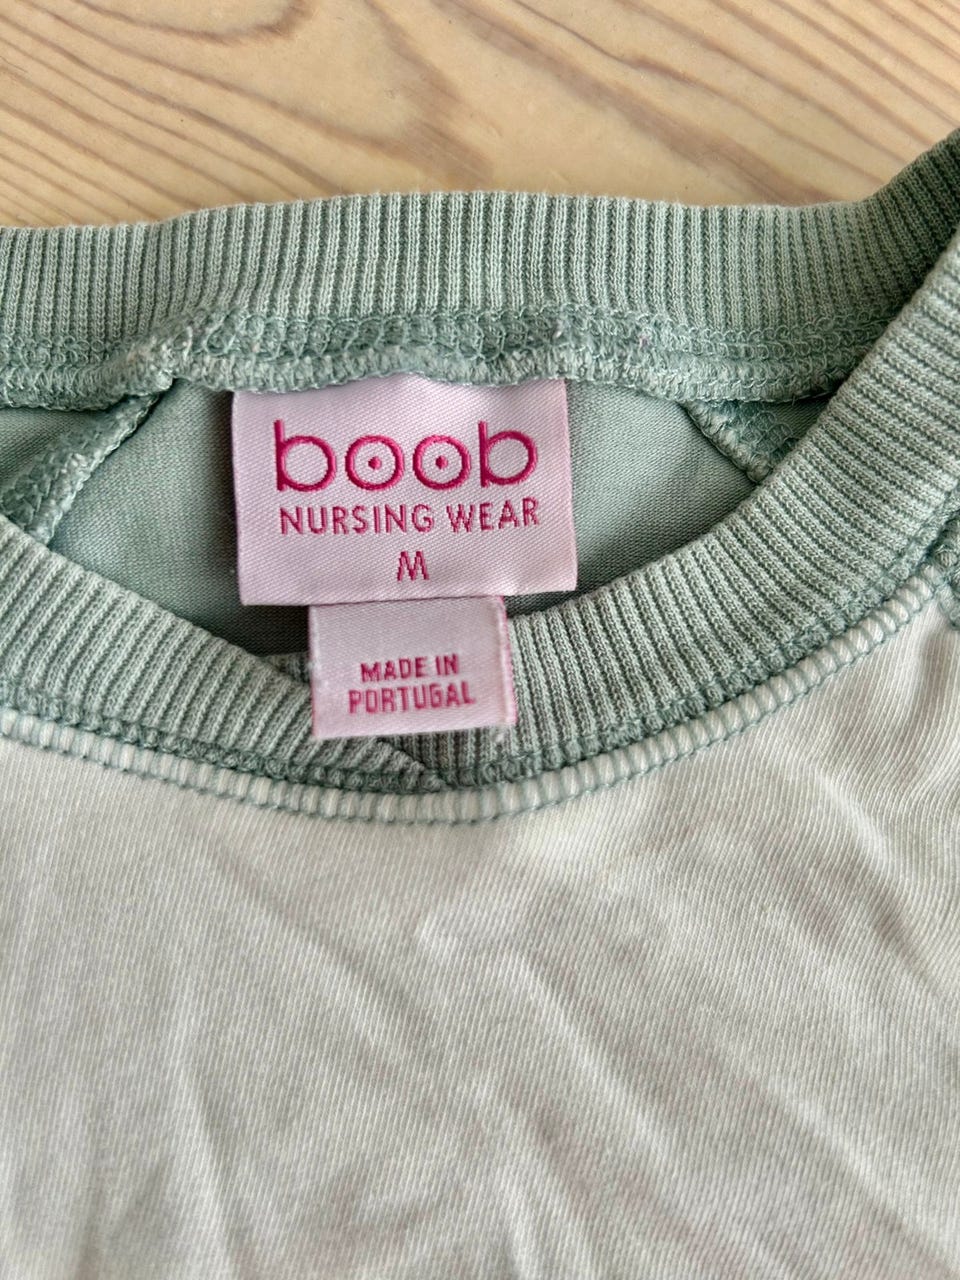 boob
NURSING WEAR
M
MADE IN
PORTUGAL